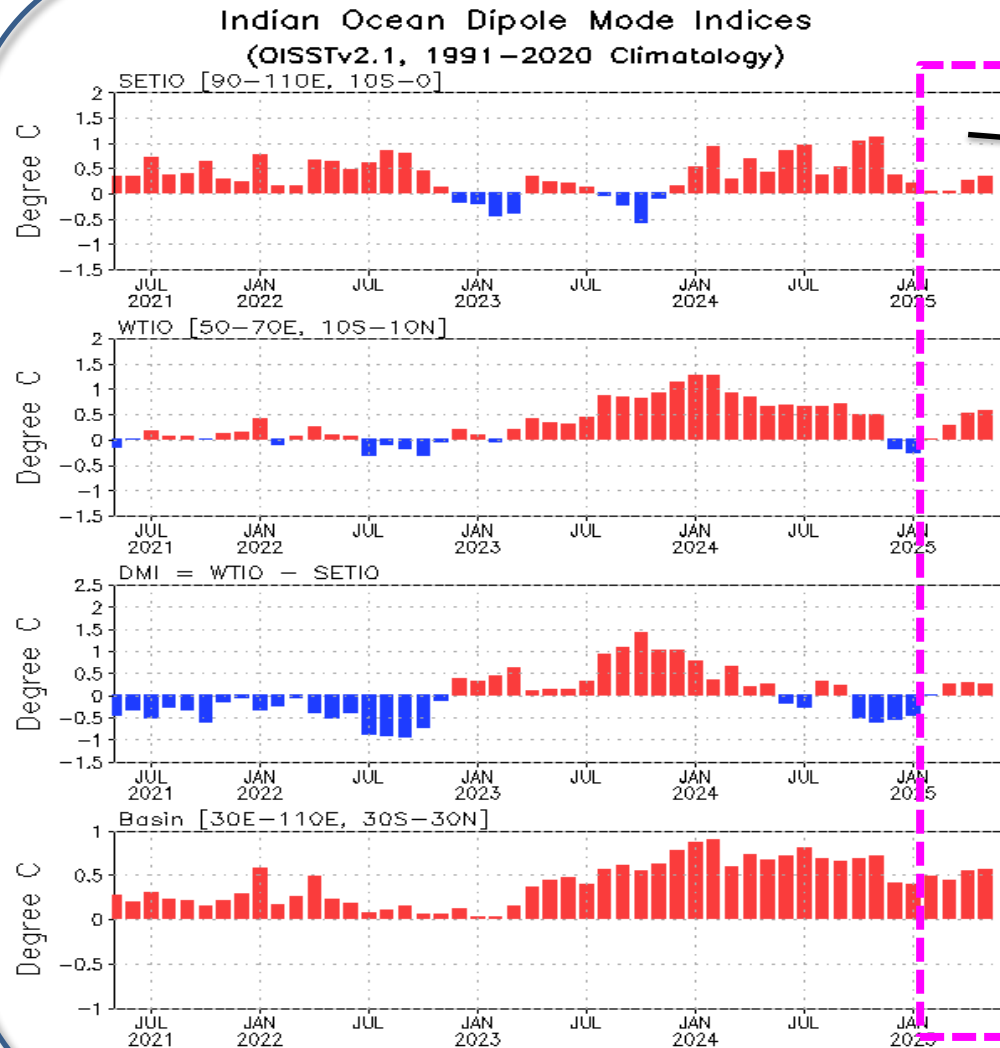 Indian Ocean Dipole Mode Indices
(OISSTv2.1, 1991−2020 Climatology)
SETIO [90−110E, 10S−0]
Degree C
2
1.5
1
0.5
0
−0.5
−1
−1.5
JUL JAN JUL JAN JUL JAN JUL JAN
2021 2022 2023 2024 2025
WTIO [50−70E, 10S−10N]
Degree C
2
1.5
1
0.5
0
−0.5
−1
−1.5
JUL JAN JUL JAN JUL JAN JUL JAN
2021 2022 2023 2024 2025
DMI = WTIO − SETIO
Degree C
2.5
2
1.5
1
0.5
0
−0.5
−1
−1.5
JUL JAN JUL JAN JUL JAN JUL JAN
2021 2022 2023 2024 2025
Basin [30E−110E, 30S−30N]
Degree C
1
0.5
0
−0.5
−1
JUL JAN JUL JAN JUL JAN JUL JAN
2021 2022 2023 2024 2025